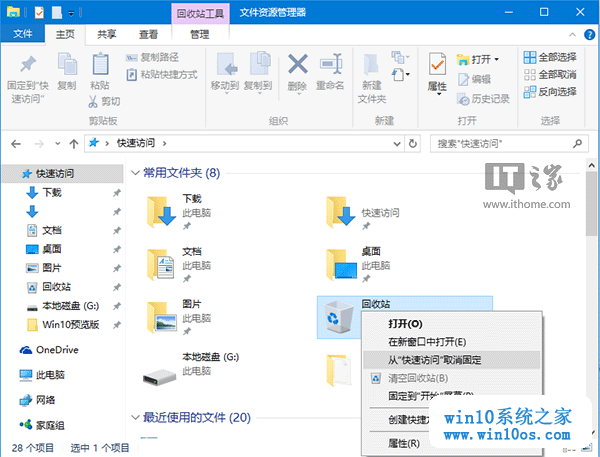 回收站工具 文件资源管理器
文件 主页 共享 查看 管理
固定到“快速访问” 复制 粘贴 复制路径 粘贴快捷方式 剪切 移动到 复制到 删除 重命名 新建文件夹 属性 打开 编辑 历史记录 全部选择 全部取消 反向选择
剪贴板 组织 新建 打开 选择
快速访问 搜索"快速访问"
快速访问
下载
文档
桌面
图片
回收站
本地磁盘 (G:)
Win10预览版
OneDrive
此电脑
网络
家庭组
常用文件夹 (8)
下载
此电脑
快速访问
文档
此电脑
桌面
此电脑
图片
此电脑
回收站
本地磁盘 (G:)
最近使用的文件 (20)
打开(O)
在新窗口中打开(E)
从"快速访问"取消固定
清空回收站(B)
固定到"开始"屏幕(P)
创建快捷方
属性(R)
28 个项目 选中 1 个项目
IT之家
www.ithome.com
win10系统之家
www.win10os.com